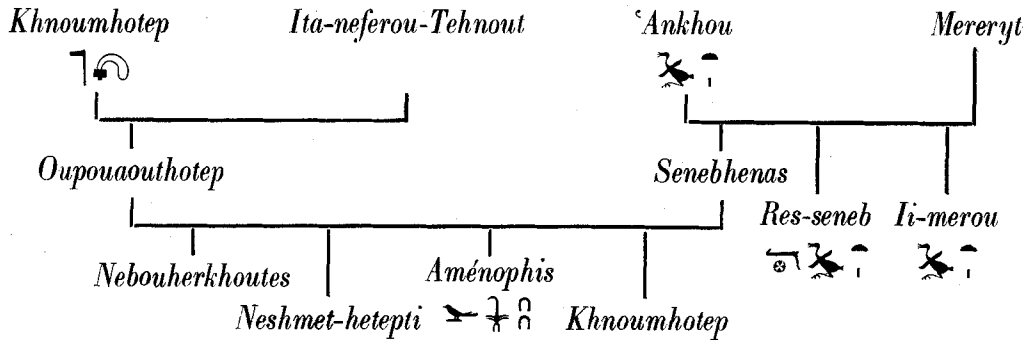 Khnoumhotep Ita-neferou-Tehnout ʿAnkhou Mereryt
Oupouaouthotep Senebhenas
Res-seneb Ii-merou
Nebouherkhoutes Aménophis
Neshmet-hetepti Khnoumhotep